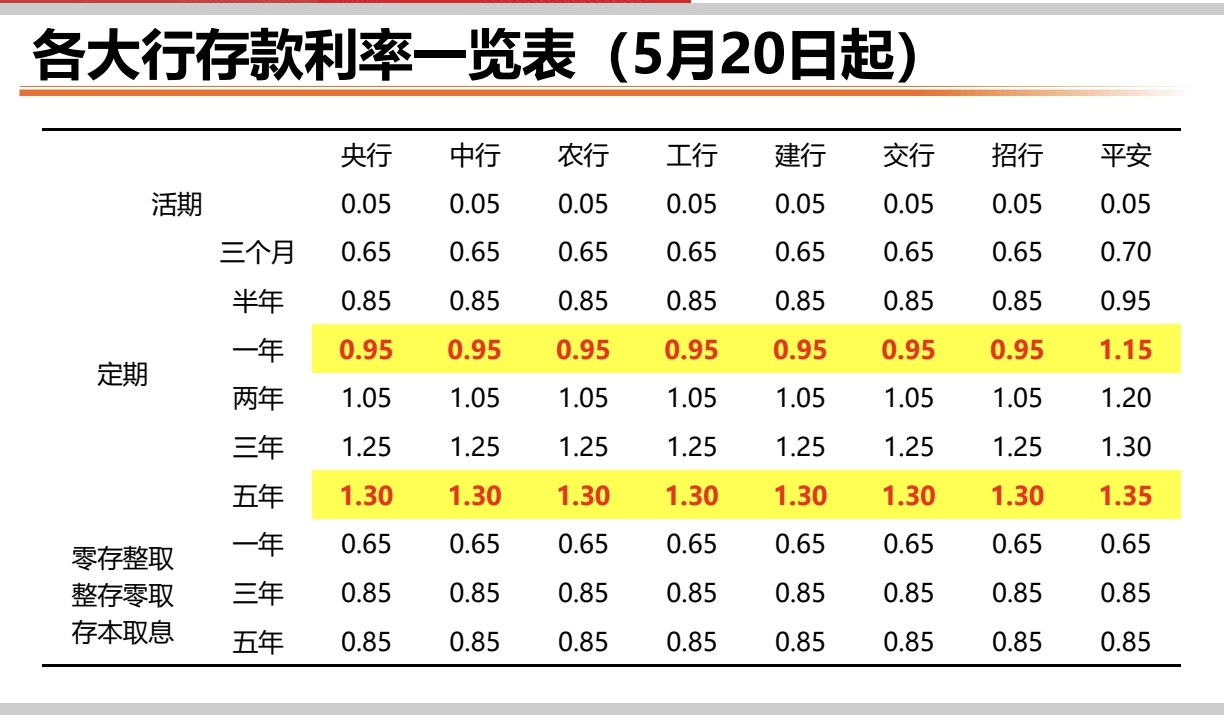 各大行存款利率一览表（5月20日起）
央行 中行 农行 工行 建行 交行 招行 平安
活期 0.05 0.05 0.05 0.05 0.05 0.05 0.05 0.05
三个月 0.65 0.65 0.65 0.65 0.65 0.65 0.65 0.70
半年 0.85 0.85 0.85 0.85 0.85 0.85 0.85 0.95
一年 0.95 0.95 0.95 0.95 0.95 0.95 0.95 1.15
定期
两年 1.05 1.05 1.05 1.05 1.05 1.05 1.05 1.20
三年 1.25 1.25 1.25 1.25 1.25 1.25 1.25 1.30
五年 1.30 1.30 1.30 1.30 1.30 1.30 1.30 1.35
一年 0.65 0.65 0.65 0.65 0.65 0.65 0.65 0.65
零存整取
整存零取 三年 0.85 0.85 0.85 0.85 0.85 0.85 0.85 0.85
存本取息 五年 0.85 0.85 0.85 0.85 0.85 0.85 0.85 0.85